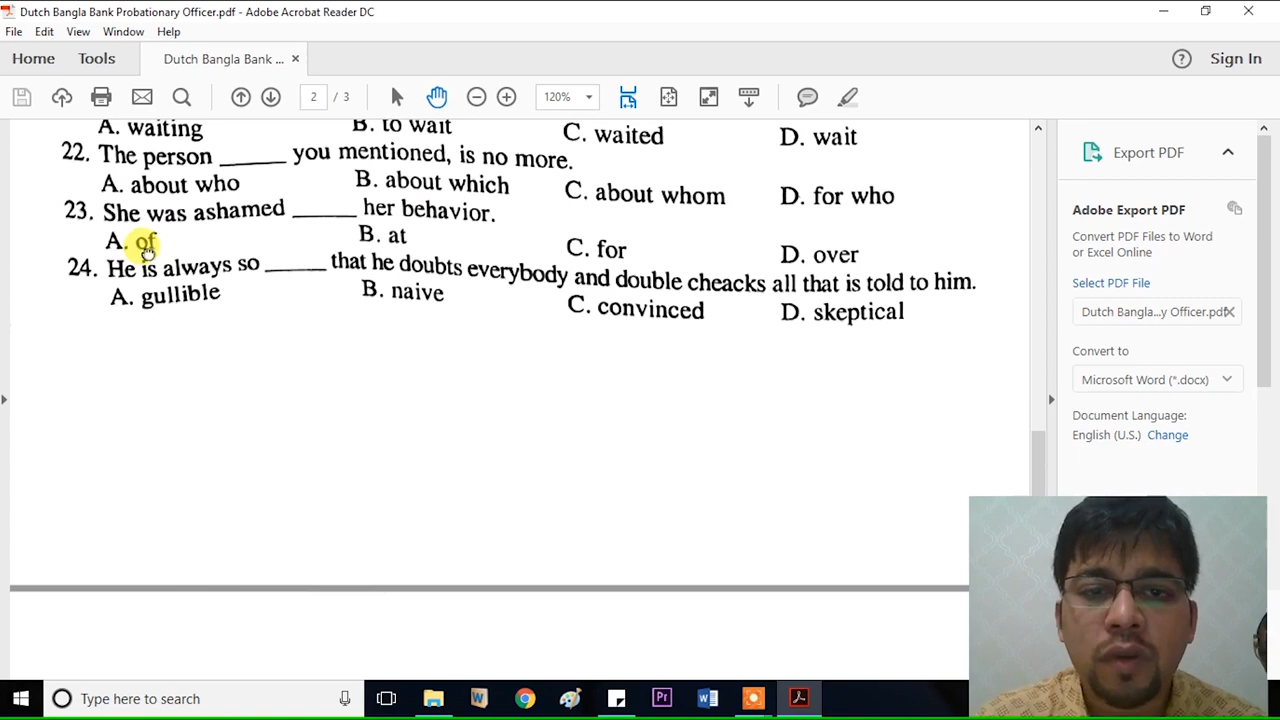 Dutch Bangla Bank Probationary Officer.pdf - Adobe Acrobat Reader DC
File Edit View Window Help
Home Tools Dutch Bangla Bank ... × Sign In
2 / 3 120%
A. waiting B. to wait C. waited D. wait
22. The person _____ you mentioned, is no more.
A. about who B. about which C. about whom D. for who
23. She was ashamed _____ her behavior.
A. of B. at C. for D. over
24. He is always so _____ that he doubts everybody and double cheacks all that is told to him.
A. gullible B. naive C. convinced D. skeptical
Export PDF
Adobe Export PDF
Convert PDF Files to Word
or Excel Online
Select PDF File
Dutch Bangla...y Officer.pdf
Convert to
Microsoft Word (*.docx)
Document Language:
English (U.S.) Change
Type here to search